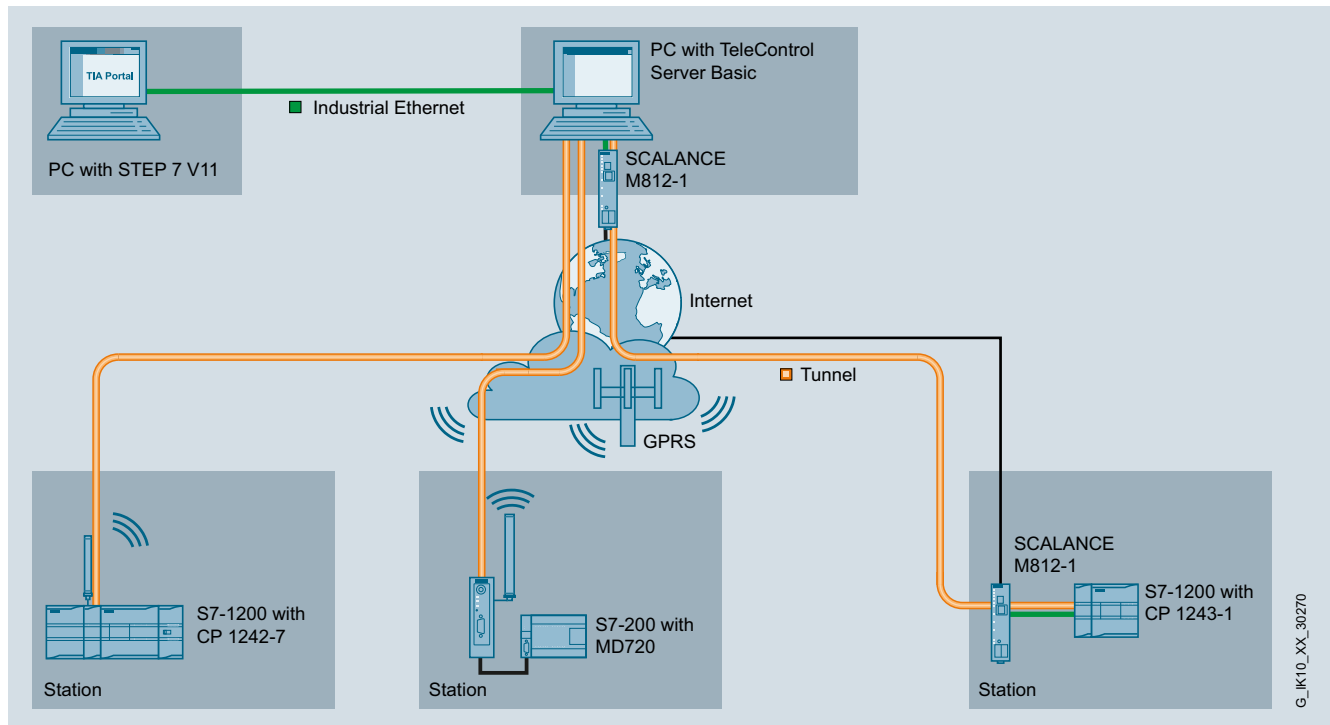 TIA Portal
PC with STEP 7 V11
Industrial Ethernet
PC with TeleControl
Server Basic
SCALANCE
M812-1
Internet
Tunnel
GPRS
S7-1200 with
CP 1242-7
Station
S7-200 with
MD720
Station
SCALANCE
M812-1
S7-1200 with
CP 1243-1
Station
G_IK10_XX_30270